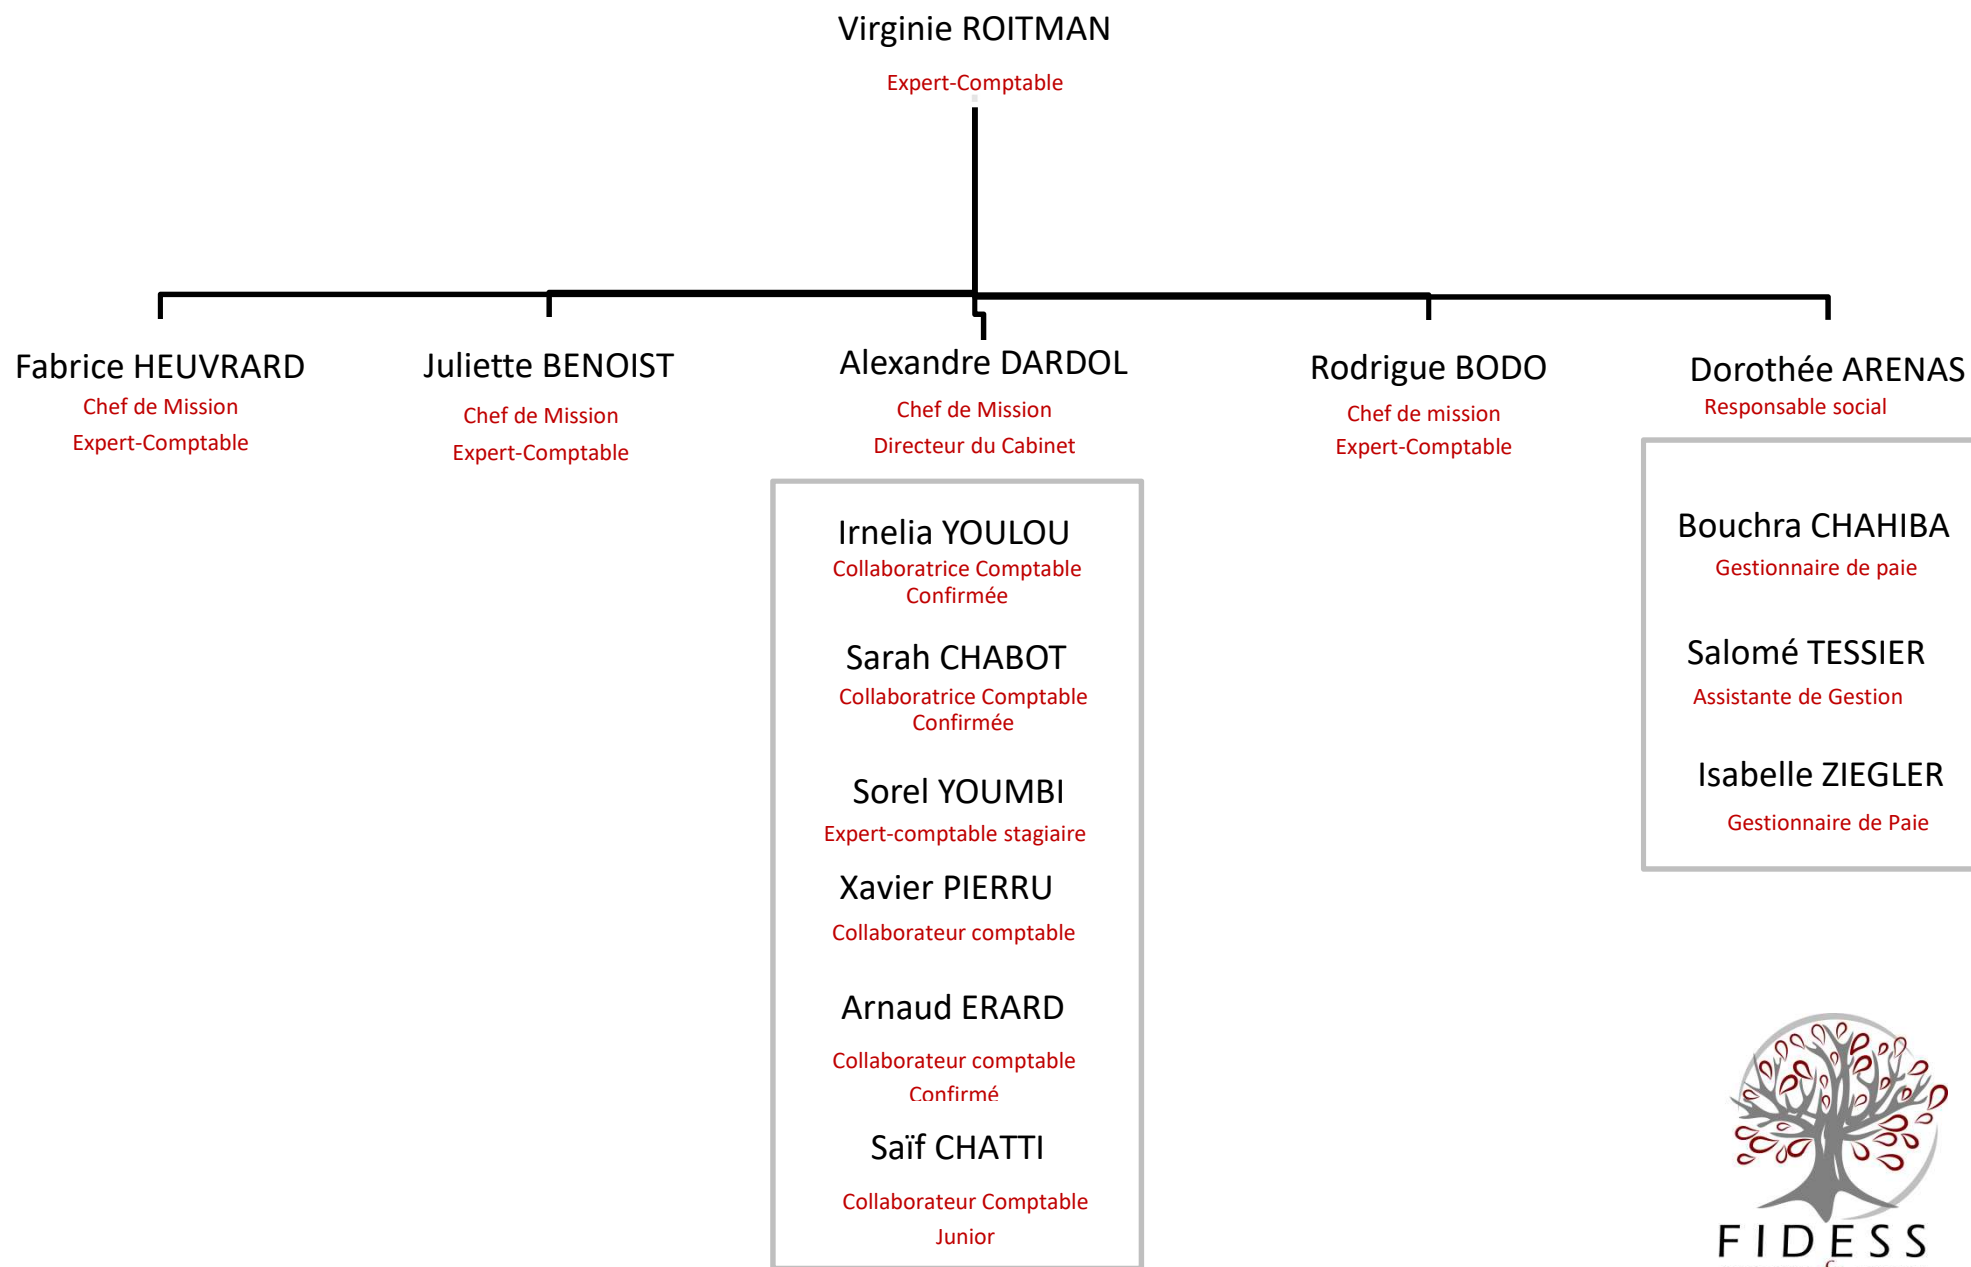 Virginie ROITMAN
Expert-Comptable
Fabrice HEUVRARD
Chef de Mission
Expert-Comptable
Juliette BENOIST
Chef de Mission
Expert-Comptable
Alexandre DARDOL
Chef de Mission
Directeur du Cabinet
Rodrigue BODO
Chef de mission
Expert-Comptable
Dorothée ARENAS
Responsable social
Irnelia YOULOU
Collaboratrice Comptable
Confirmée
Sarah CHABOT
Collaboratrice Comptable
Confirmée
Sorel YOUMBI
Expert-comptable stagiaire
Xavier PIERRU
Collaborateur comptable
Arnaud ERARD
Collaborateur comptable
Confirmé
Saïf CHATTI
Collaborateur Comptable
Junior
Bouchra CHAHIBA
Gestionnaire de paie
Salomé TESSIER
Assistante de Gestion
Isabelle ZIEGLER
Gestionnaire de Paie
FIDESS